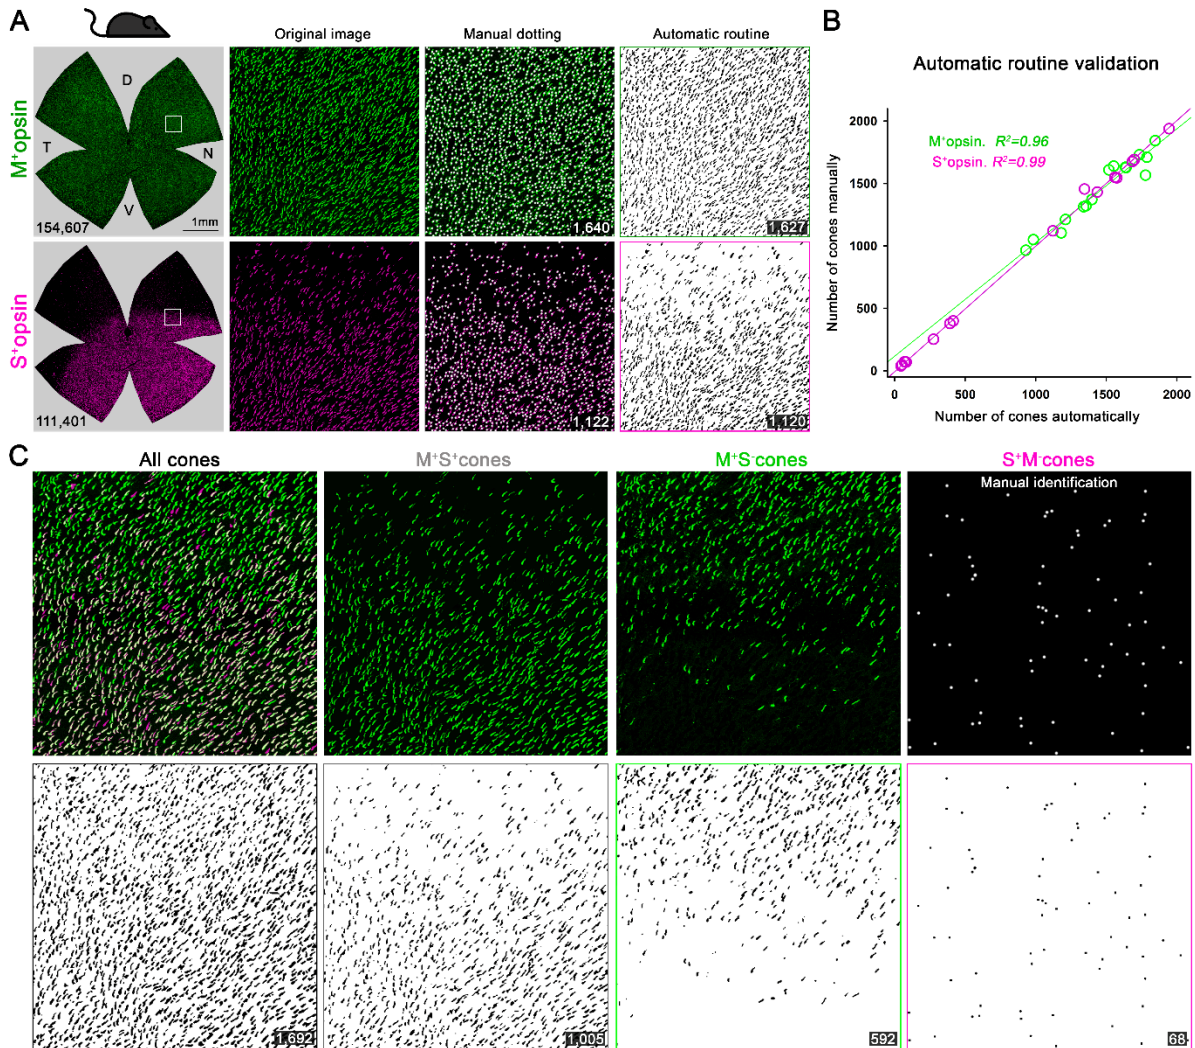 A
Original image
Manual dotting
Automatic routine
M⁺opsin
D
T
N
V
1mm
154,607
1,640
1,627
S⁺opsin
111,401
1,122
1,120
B
Automatic routine validation
M⁺opsin. R²=0.96
S⁺opsin. R²=0.99
Number of cones manually
2000
1500
1000
500
0
0 500 1000 1500 2000
Number of cones automatically
C
All cones
M⁺S⁺cones
M⁺S⁻cones
S⁺M⁻cones
Manual identification
1,692
1,005
592
68